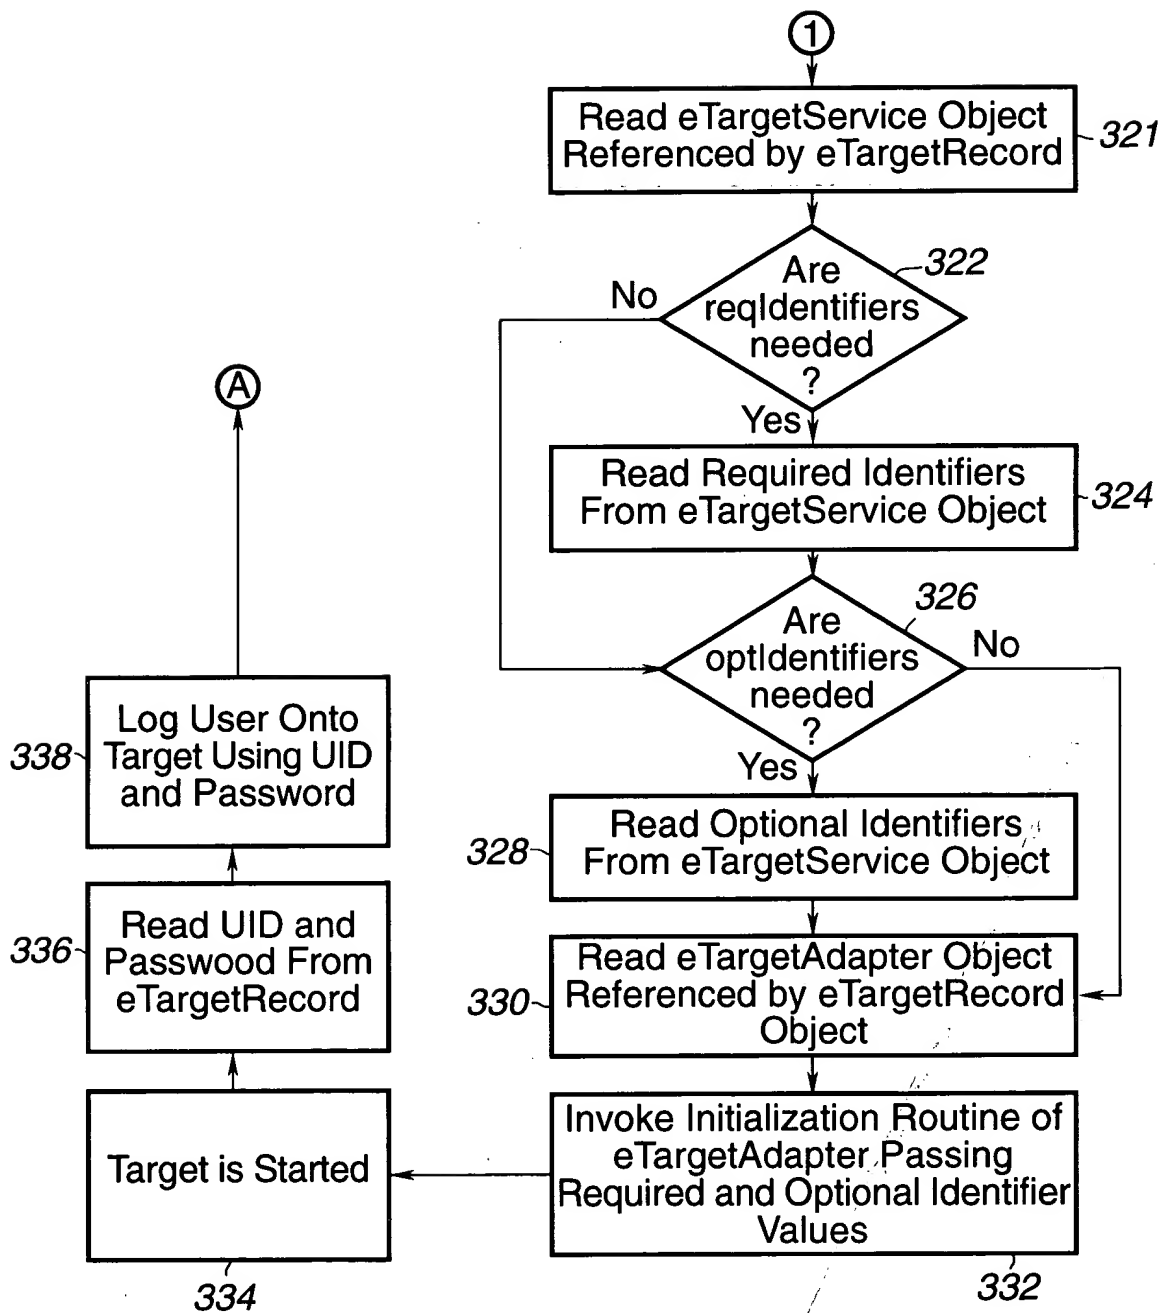 1
Read eTargetService Object
Referenced by eTargetRecord
321
Are
reqIdentifiers
needed
?
322
No
Yes
Read Required Identifiers
From eTargetService Object
324
Are
optIdentifiers
needed
?
326
No
Yes
Read Optional Identifiers
From eTargetService Object
328
Read eTargetAdapter Object
Referenced by eTargetRecord
Object
330
Invoke Initialization Routine of
eTargetAdapter Passing
Required and Optional Identifier
Values
332
Target is Started
334
Read UID and
Passwood From
eTargetRecord
336
Log User Onto
Target Using UID
and Password
338
A